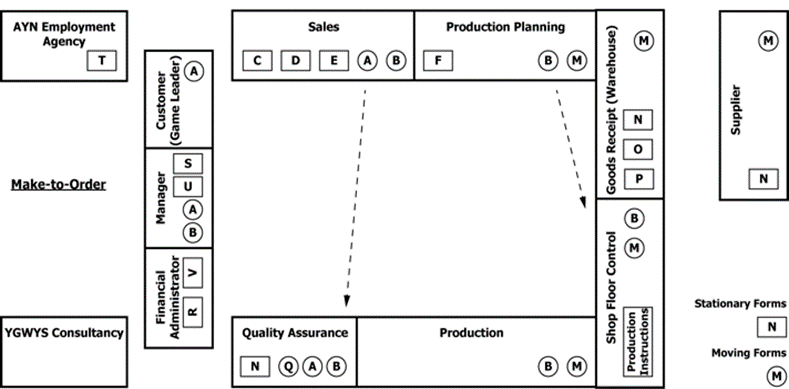 AYN Employment
Agency
T
Customer
(Game Leader)
A
Make-to-Order
Manager
S
U
A
B
Financial
Administrator
V
R
YGWYS Consultancy
Sales
C D E A B
Production Planning
F B M
Goods Receipt (Warehouse)
M
N
O
P
Shop Floor Control
B
M
Production
Instructions
Quality Assurance
N Q A B
Production
B M
Supplier
M
N
Stationary Forms
N
Moving Forms
M